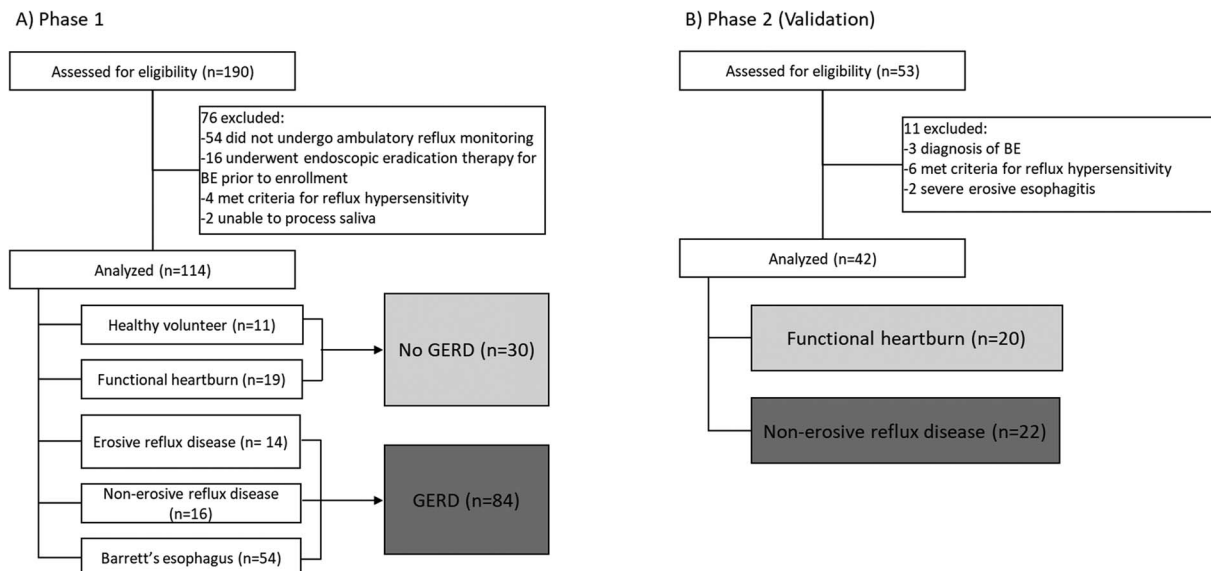 A) Phase 1
Assessed for eligibility (n=190)
76 excluded:
-54 did not undergo ambulatory reflux monitoring
-16 underwent endoscopic eradication therapy for
BE prior to enrollment
-4 met criteria for reflux hypersensitivity
-2 unable to process saliva
Analyzed (n=114)
Healthy volunteer (n=11)
Functional heartburn (n=19)
No GERD (n=30)
Erosive reflux disease (n= 14)
Non-erosive reflux disease
(n=16)
Barrett's esophagus (n=54)
GERD (n=84)
B) Phase 2 (Validation)
Assessed for eligibility (n=53)
11 excluded:
-3 diagnosis of BE
-6 met criteria for reflux hypersensitivity
-2 severe erosive esophagitis
Analyzed (n=42)
Functional heartburn (n=20)
Non-erosive reflux disease (n=22)